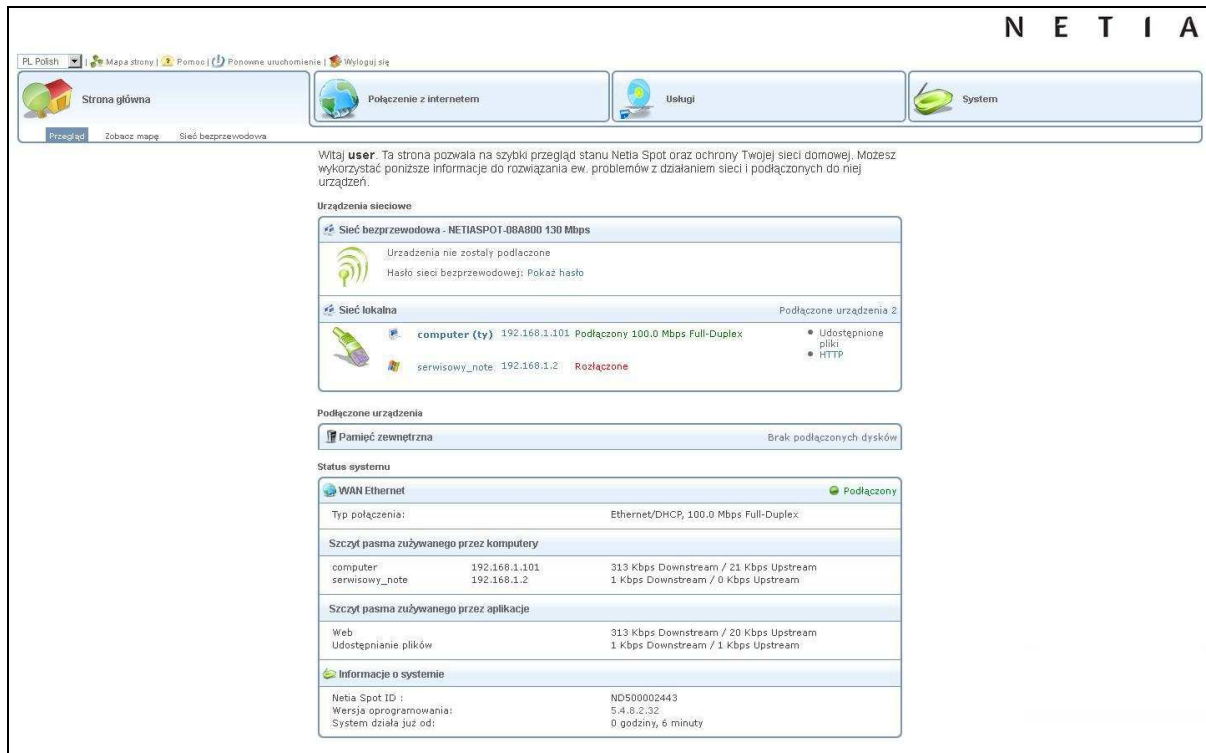 N E T I A
PL Polish | Mapa strony | Pomoc | Ponowne uruchomienie | Wyloguj się
Strona główna Połączenie z internetem Usługi System
Przegląd Zobacz mapę Sieć bezprzewodowa
Witaj user. Ta strona pozwala na szybki przegląd stanu Netia Spot oraz ochrony Twojej sieci domowej. Możesz
wykorzystać poniższe informacje do rozwiązania ew. problemów z działaniem sieci i podłączonych do niej
urządzeń.
Urządzenia sieciowe
Sieć bezprzewodowa - NETIASPOT-08A800 130 Mbps
Urzadzenia nie zostaly podlaczone
Hasło sieci bezprzewodowej: Pokaż hasło
Sieć lokalna Podłączone urządzenia 2
computer (ty) 192.168.1.101 Podłączony 100.0 Mbps Full-Duplex • Udostępnione
pliki
• HTTP
serwisowy_note 192.168.1.2 Rozłączone
Podłączone urządzenia
Pamięć zewnętrzna Brak podłączonych dysków
Status systemu
WAN Ethernet Podłączony
Typ połączenia: Ethernet/DHCP, 100.0 Mbps Full-Duplex
Szczyt pasma zużywanego przez komputery
computer 192.168.1.101 313 Kbps Downstream / 21 Kbps Upstream
serwisowy_note 192.168.1.2 1 Kbps Downstream / 0 Kbps Upstream
Szczyt pasma zużywanego przez aplikacje
Web 313 Kbps Downstream / 20 Kbps Upstream
Udostępnianie plików 1 Kbps Downstream / 1 Kbps Upstream
Informacje o systemie
Netia Spot ID : ND500002443
Wersja oprogramowania: 5.4.8.2.32
System działa już od: 0 godziny, 6 minuty